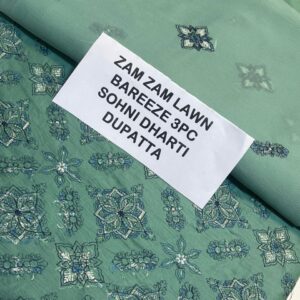 ZAM ZAM LAWN
BAREEZE 3PC
SOHNI DHARTI
DUPATTA